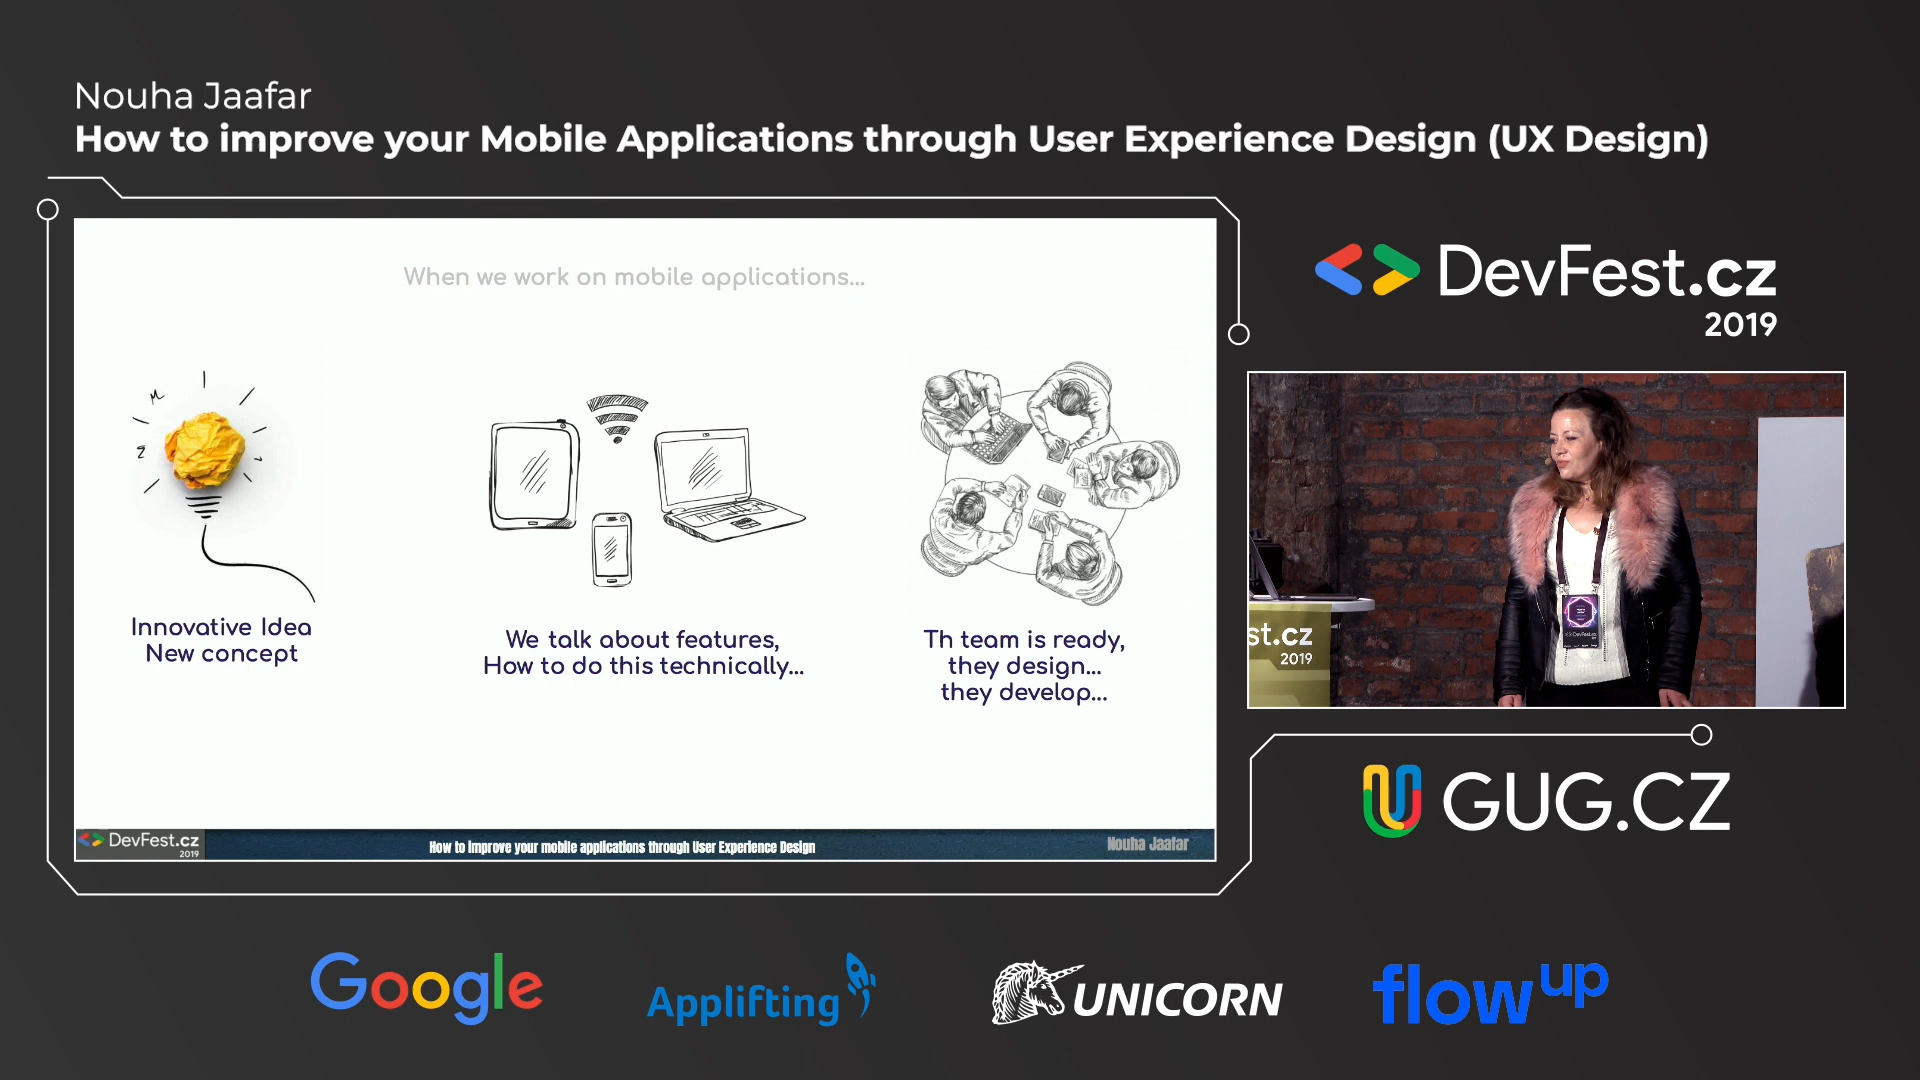 Nouha Jaafar
How to improve your Mobile Applications through User Experience Design (UX Design)
When we work on mobile applications...
Innovative Idea
New concept
We talk about features,
How to do this technically...
Th team is ready,
they design...
they develop...
DevFest.cz
2019
How to improve your mobile applications through User Experience Design
Nouha Jaafar
DevFest.cz
2019
st.cz
2019
GUG.CZ
Google
Applifting
UNICORN
flow up